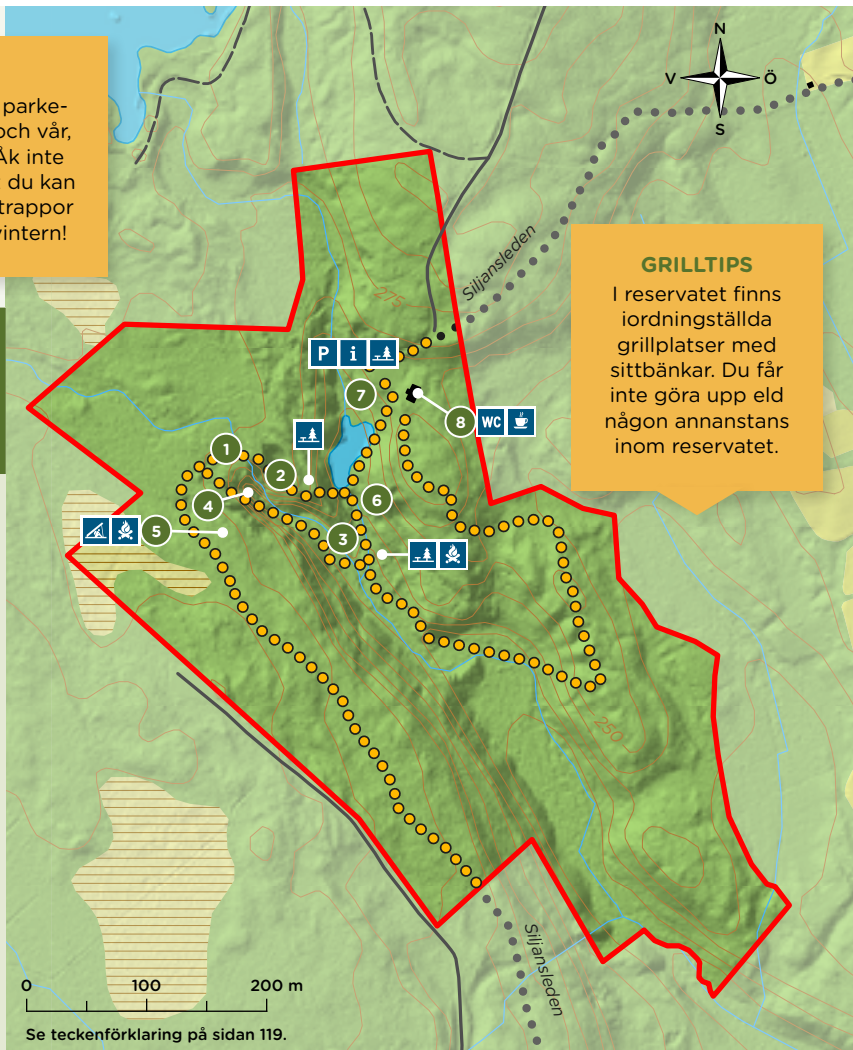 parke-
och vår,
Åk inte
du kan
trappor
vintern!
N
V
Ö
S
Siljansleden
GRILLTIPS
I reservatet finns
iordningställda
grillplatser med
sittbänkar. Du får
inte göra upp eld
någon annanstans
inom reservatet.
275
P i
7
8 WC
1
2
6
4
5
3
250
Siljansleden
0 100 200 m
Se teckenförklaring på sidan 119.